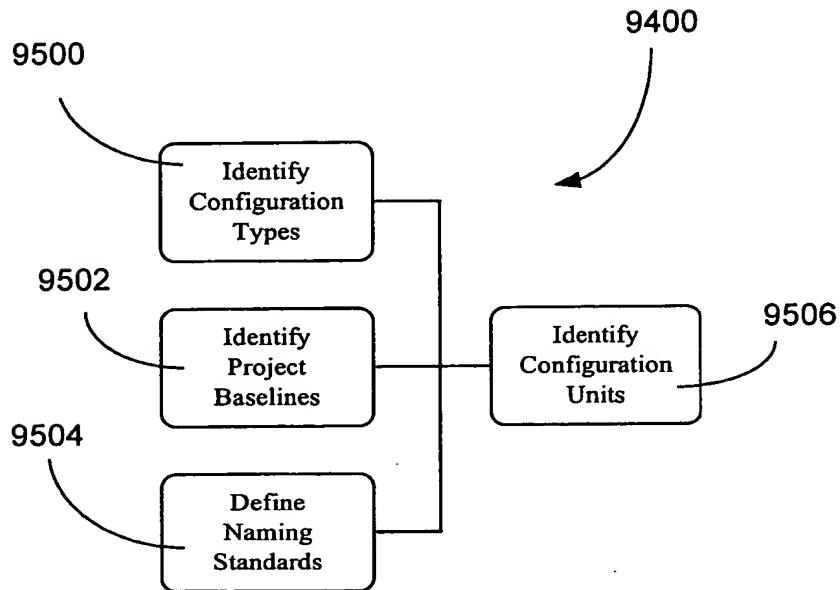 9400
9500
Identify
Configuration
Types
9502
Identify
Project
Baselines
9506
Identify
Configuration
Units
9504
Define
Naming
Standards